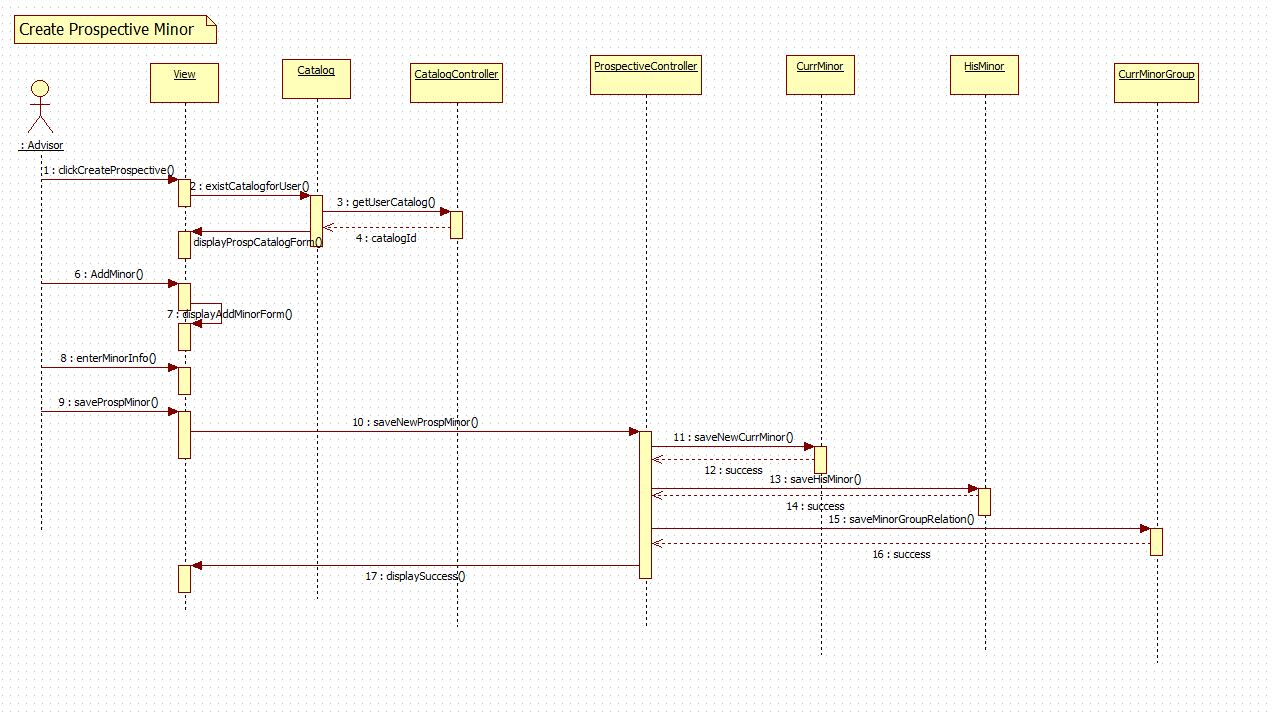 Create Prospective Minor
View
Catalog
CatalogController
ProspectiveController
CurrMinor
HisMinor
CurrMinorGroup
: Advisor
1 : clickCreateProspective()
2 : existCatalogforUser()
3 : getUserCatalog()
4 : catalogId
displayProspCatalogForm()
6 : AddMinor()
7 : displayAddMinorForm()
8 : enterMinorInfo()
9 : saveProspMinor()
10 : saveNewProspMinor()
11 : saveNewCurrMinor()
12 : success
13 : saveHisMinor()
14 : success
15 : saveMinorGroupRelation()
16 : success
17 : displaySuccess()